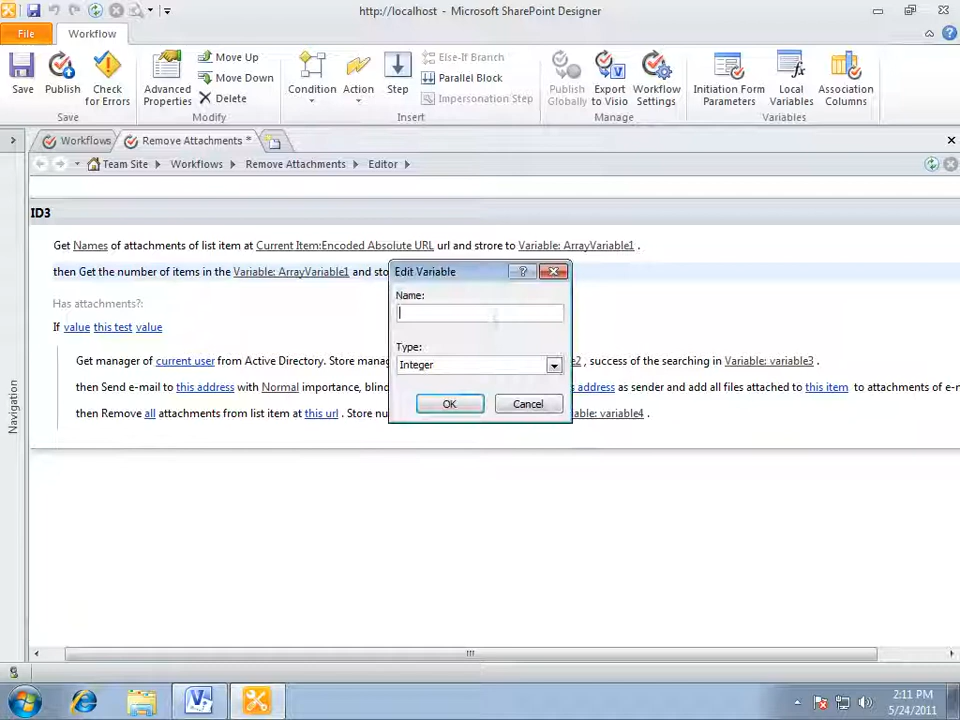 http://localhost - Microsoft SharePoint Designer
File
Workflow
Save
Publish
Check for Errors
Save
Advanced Properties
Move Up
Move Down
Delete
Modify
Condition
Action
Step
Else-If Branch
Parallel Block
Impersonation Step
Insert
Publish Globally
Export to Visio
Workflow Settings
Manage
Initiation Form Parameters
Local Variables
Association Columns
Variables
Workflows
Remove Attachments *
Team Site
Workflows
Remove Attachments
Editor
ID3
Get Names of attachments of list item at Current Item:Encoded Absolute URL url and strore to Variable: ArrayVariable1 .
then Get the number of items in the Variable: ArrayVariable1 and sto
Has attachments?:
If value this test value
Get manager of current user from Active Directory. Store mana e2 , success of the searching in Variable: variable3 .
then Send e-mail to this address with Normal importance, blin s address as sender and add all files attached to this item to attachments of e-n
then Remove all attachments from list item at this url . Store nu able: variable4 .
Edit Variable
Name:
Type:
Integer
OK
Cancel
Navigation
2:11 PM
5/24/2011